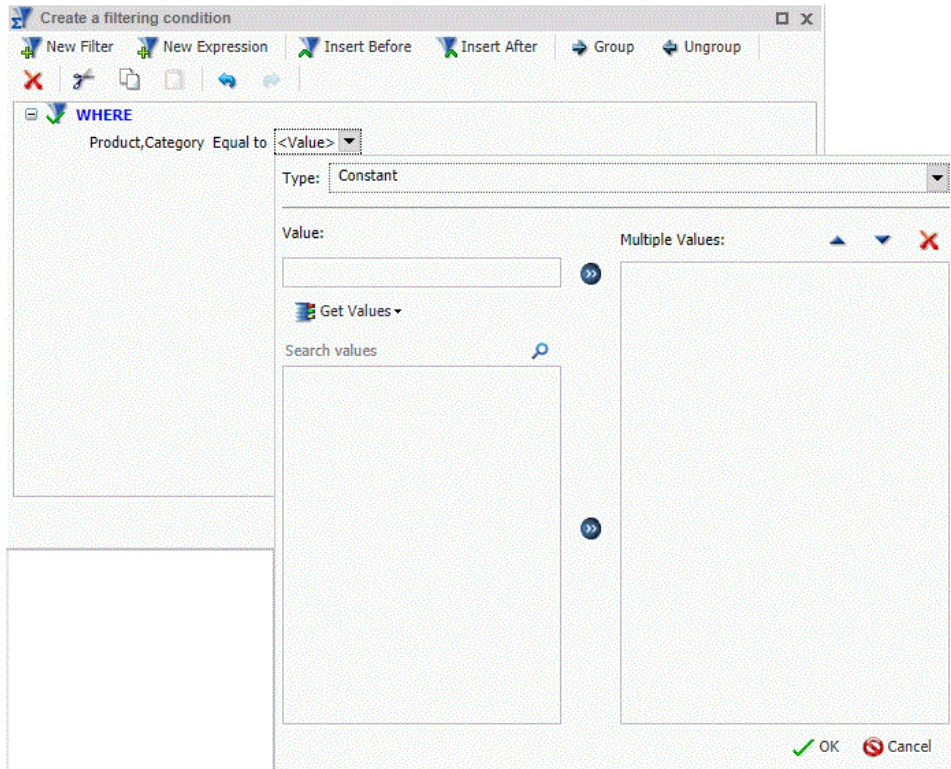 Create a filtering condition
New Filter New Expression Insert Before Insert After Group Ungroup
WHERE
Product,Category Equal to <Value>
Type: Constant
Value:
Multiple Values:
Get Values
Search values
OK Cancel